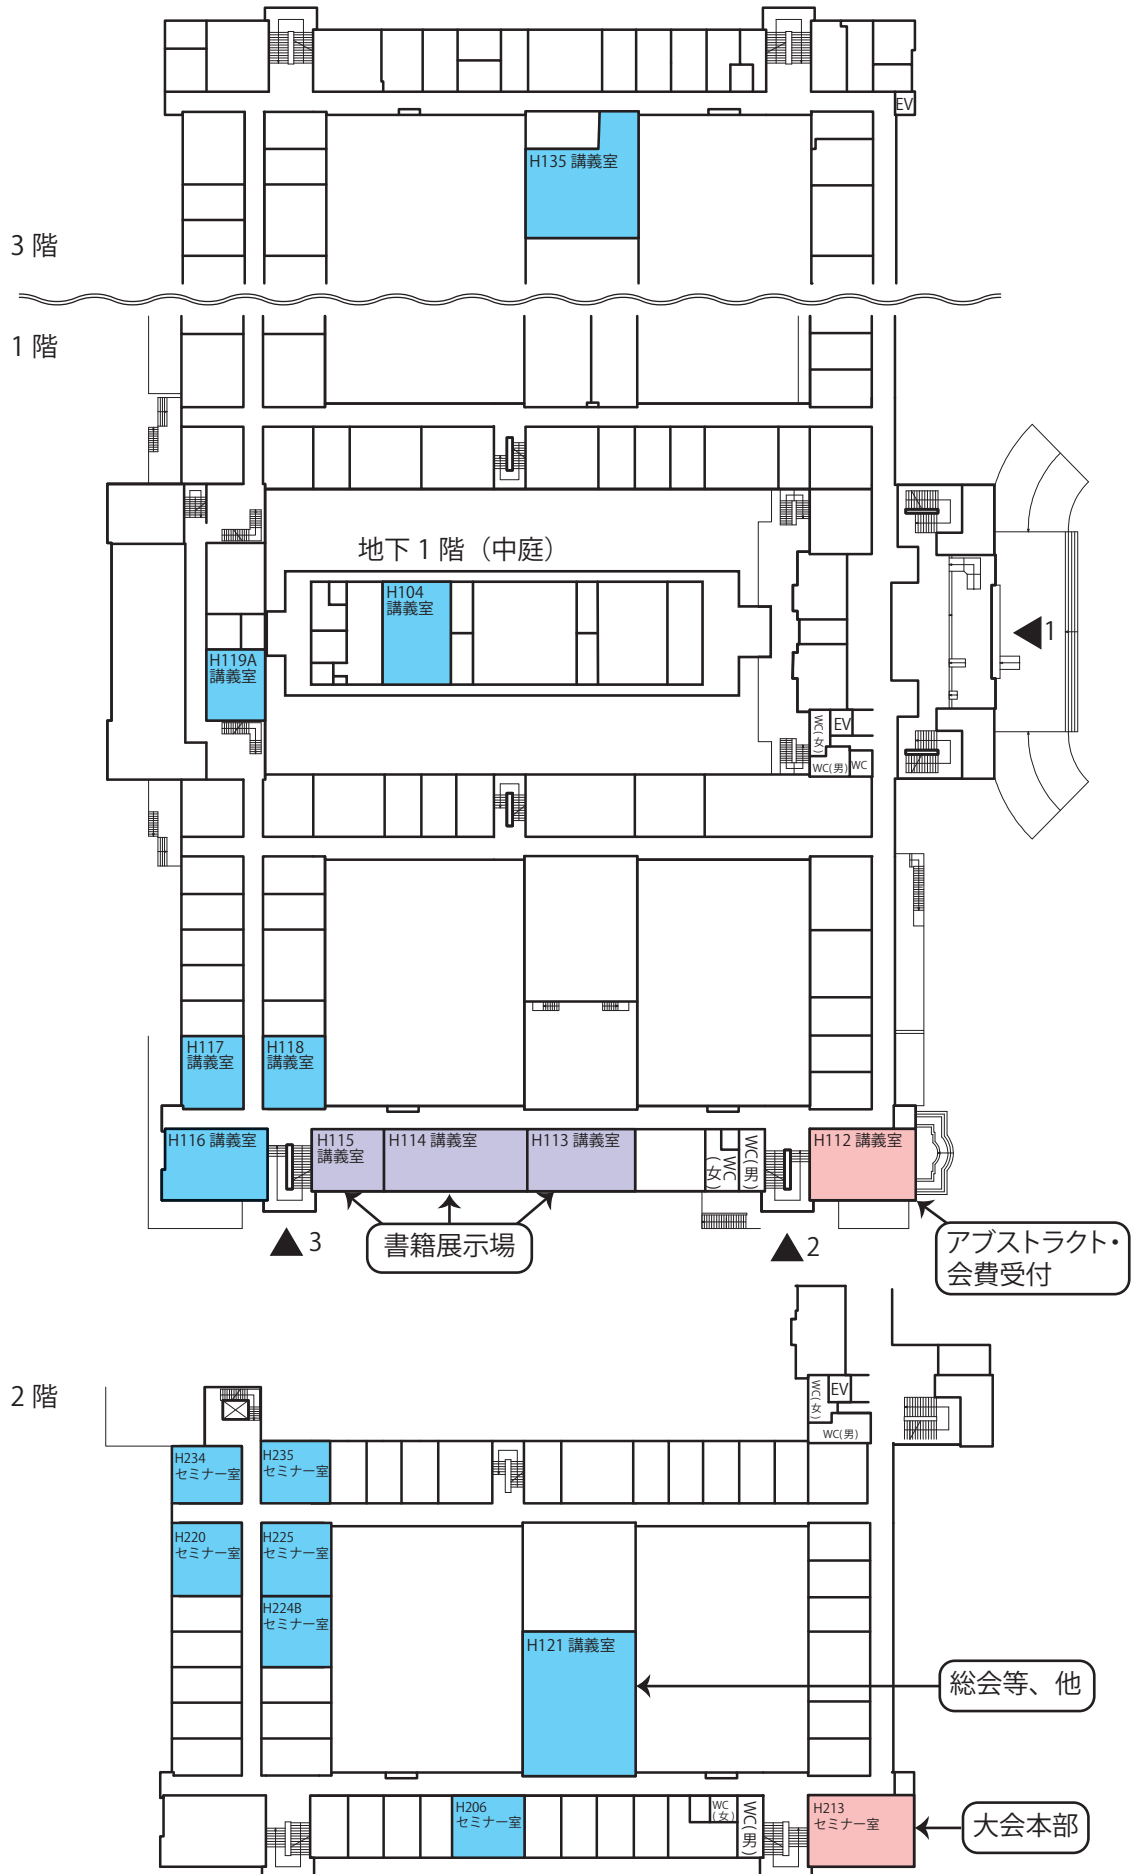 EV
H135 講義室
3 階
1 階
地下 1 階（中庭）
H104
講義室
H119A
講義室
1
WC(女)
EV
WC(男)
WC
H117
講義室
H118
講義室
H116 講義室
H115
講義室
H114 講義室
H113 講義室
WC
(女)
WC(男)
H112 講義室
3
書籍展示場
2
アブストラクト・
会費受付
2 階
WC(女)
EV
WC(男)
H234
セミナー室
H235
セミナー室
H220
セミナー室
H225
セミナー室
H224B
セミナー室
H121 講義室
総会等、他
H206
セミナー室
WC
(女)
WC(男)
H213
セミナー室
大会本部